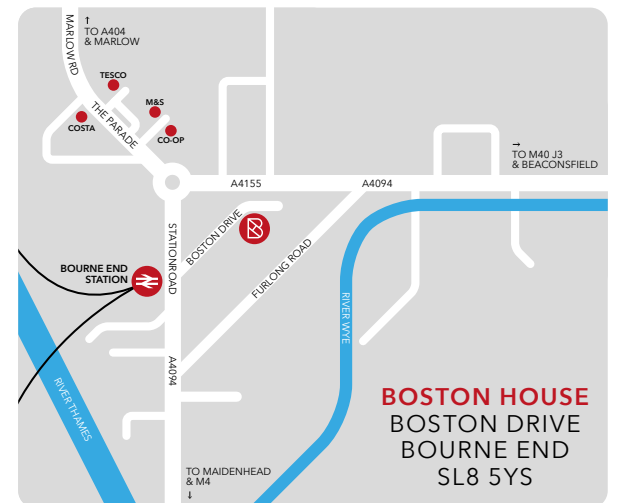 ↑
TO A404
& MARLOW
MARLOW RD
TESCO
M&S
COSTA
CO-OP
THE PARADE
→
TO M40 J3
& BEACONSFIELD
A4155
A4094
STATION ROAD
BOSTON DRIVE
B
FURLONG ROAD
BOURNE END
STATION
RIVER WYE
A4094
RIVER THAMES
BOSTON HOUSE
BOSTON DRIVE
BOURNE END
SL8 5YS
TO MAIDENHEAD
& M4
↓